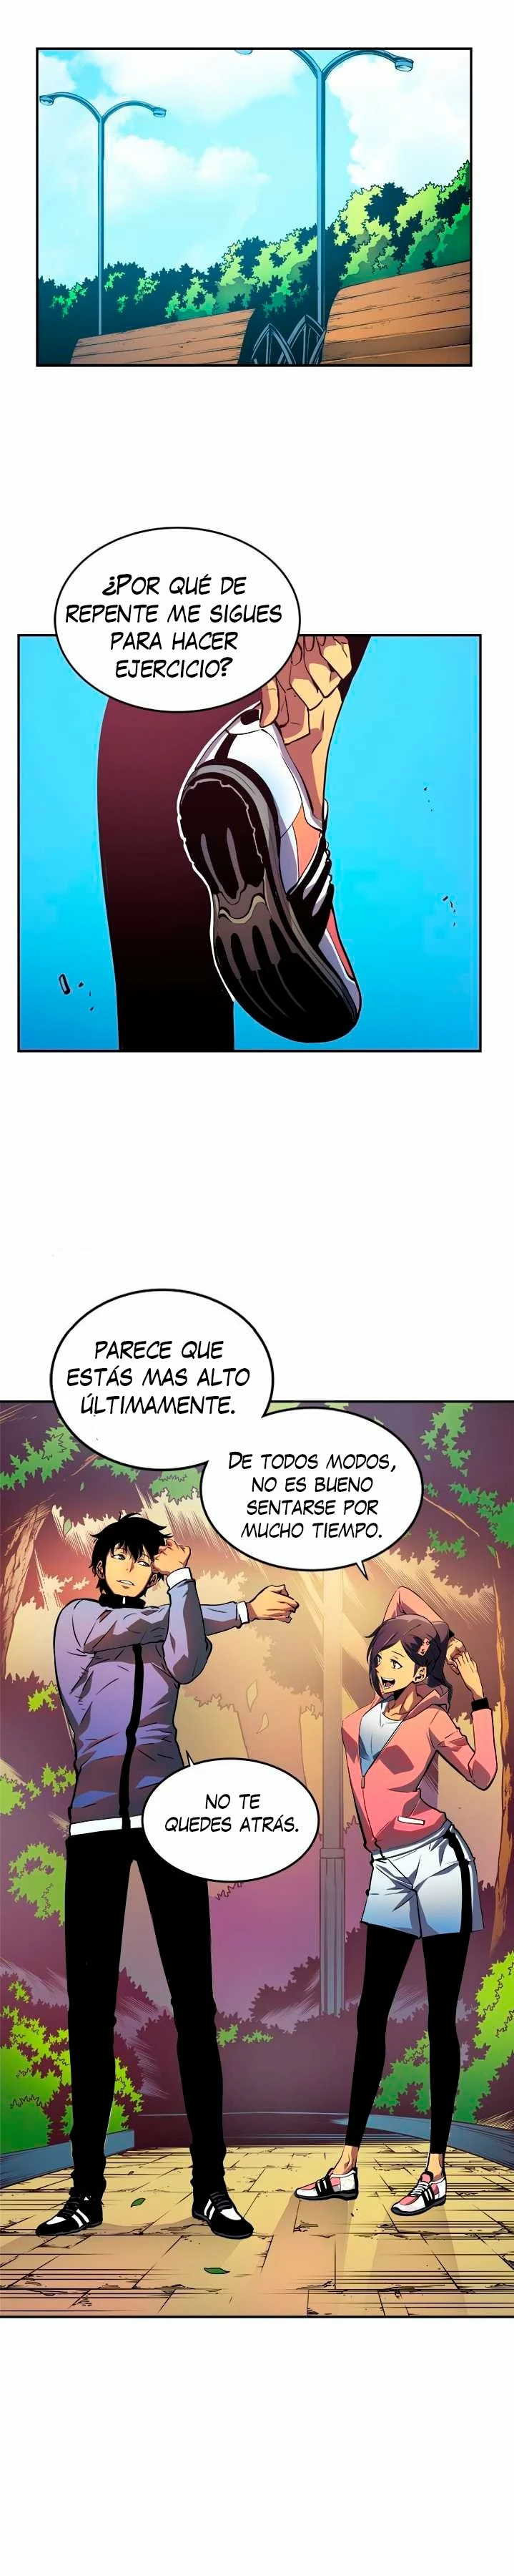 ¿POR QUÉ DE
REPENTE ME SIGUES
PARA HACER
EJERCICIO?
PARECE QUE
ESTÁS MAS ALTO
ÚLTIMAMENTE.
DE TODOS MODOS,
NO ES BUENO
SENTARSE POR
MUCHO TIEMPO.
NO TE
QUEDES ATRÁS.